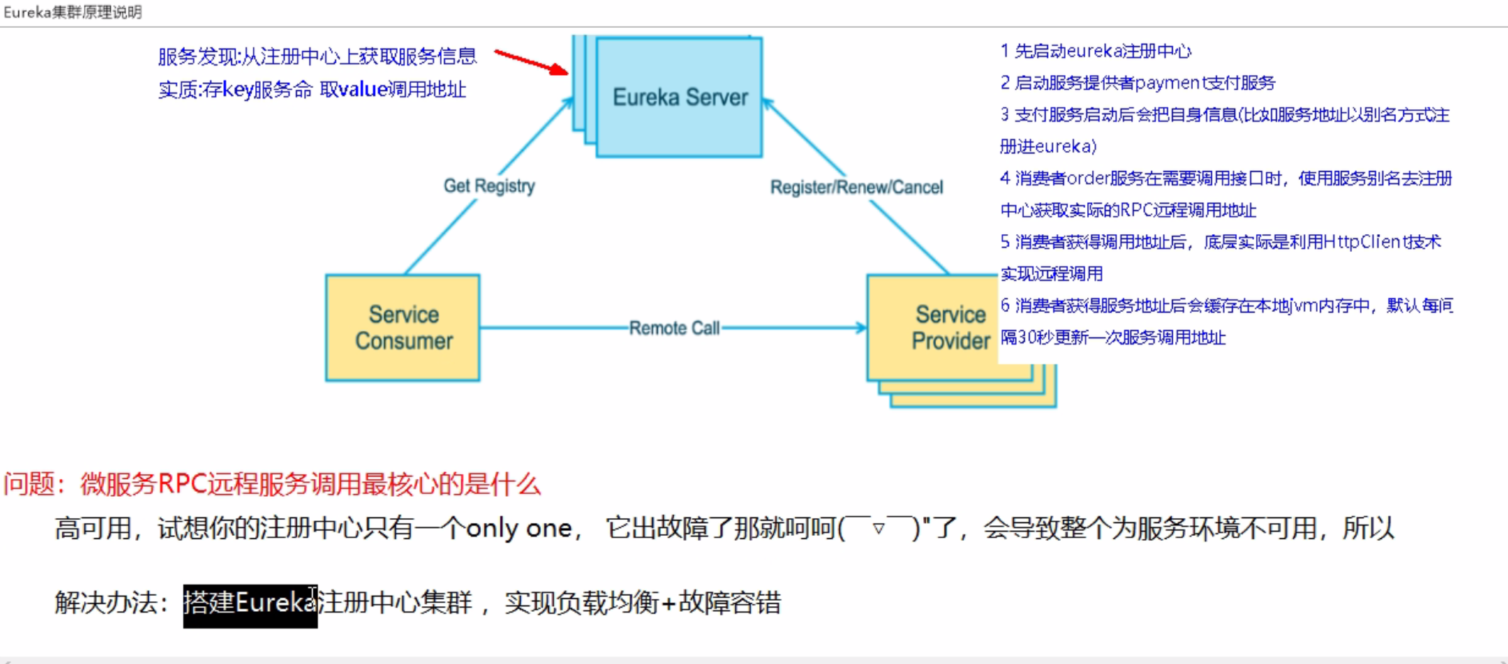 Eureka集群原理说明
服务发现:从注册中心上获取服务信息
实质:存key服务命 取value调用地址
Eureka Server
Get Registry
Register/Renew/Cancel
Service
Consumer
Remote Call
Service
Provider
1 先启动eureka注册中心
2 启动服务提供者payment支付服务
3 支付服务启动后会把自身信息(比如服务地址以别名方式注
册进eureka)
4 消费者order服务在需要调用接口时，使用服务别名去注册
中心获取实际的RPC远程调用地址
5 消费者获得调用地址后，底层实际是利用HttpClient技术
实现远程调用
6 消费者获得服务地址后会缓存在本地jvm内存中，默认每间
隔30秒更新一次服务调用地址
问题：微服务RPC远程服务调用最核心的是什么
高可用，试想你的注册中心只有一个only one， 它出故障了那就呵呵(￣▽￣)"了，会导致整个为服务环境不可用，所以
解决办法：搭建Eureka注册中心集群 ，实现负载均衡+故障容错